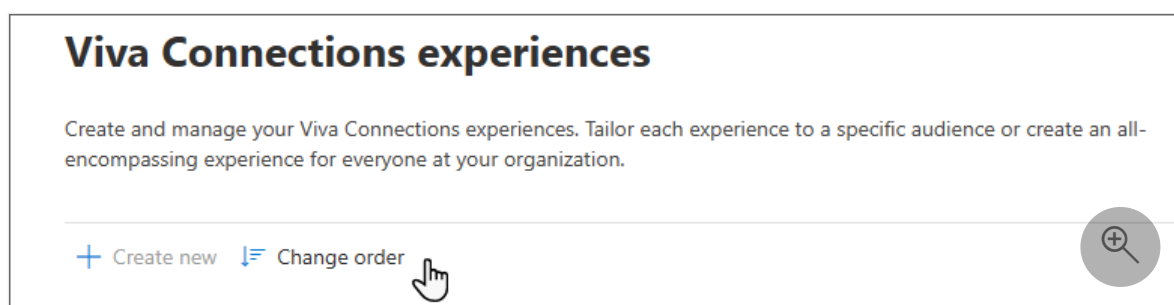 Viva Connections experiences
Create and manage your Viva Connections experiences. Tailor each experience to a specific audience or create an all-
encompassing experience for everyone at your organization.
Create new Change order